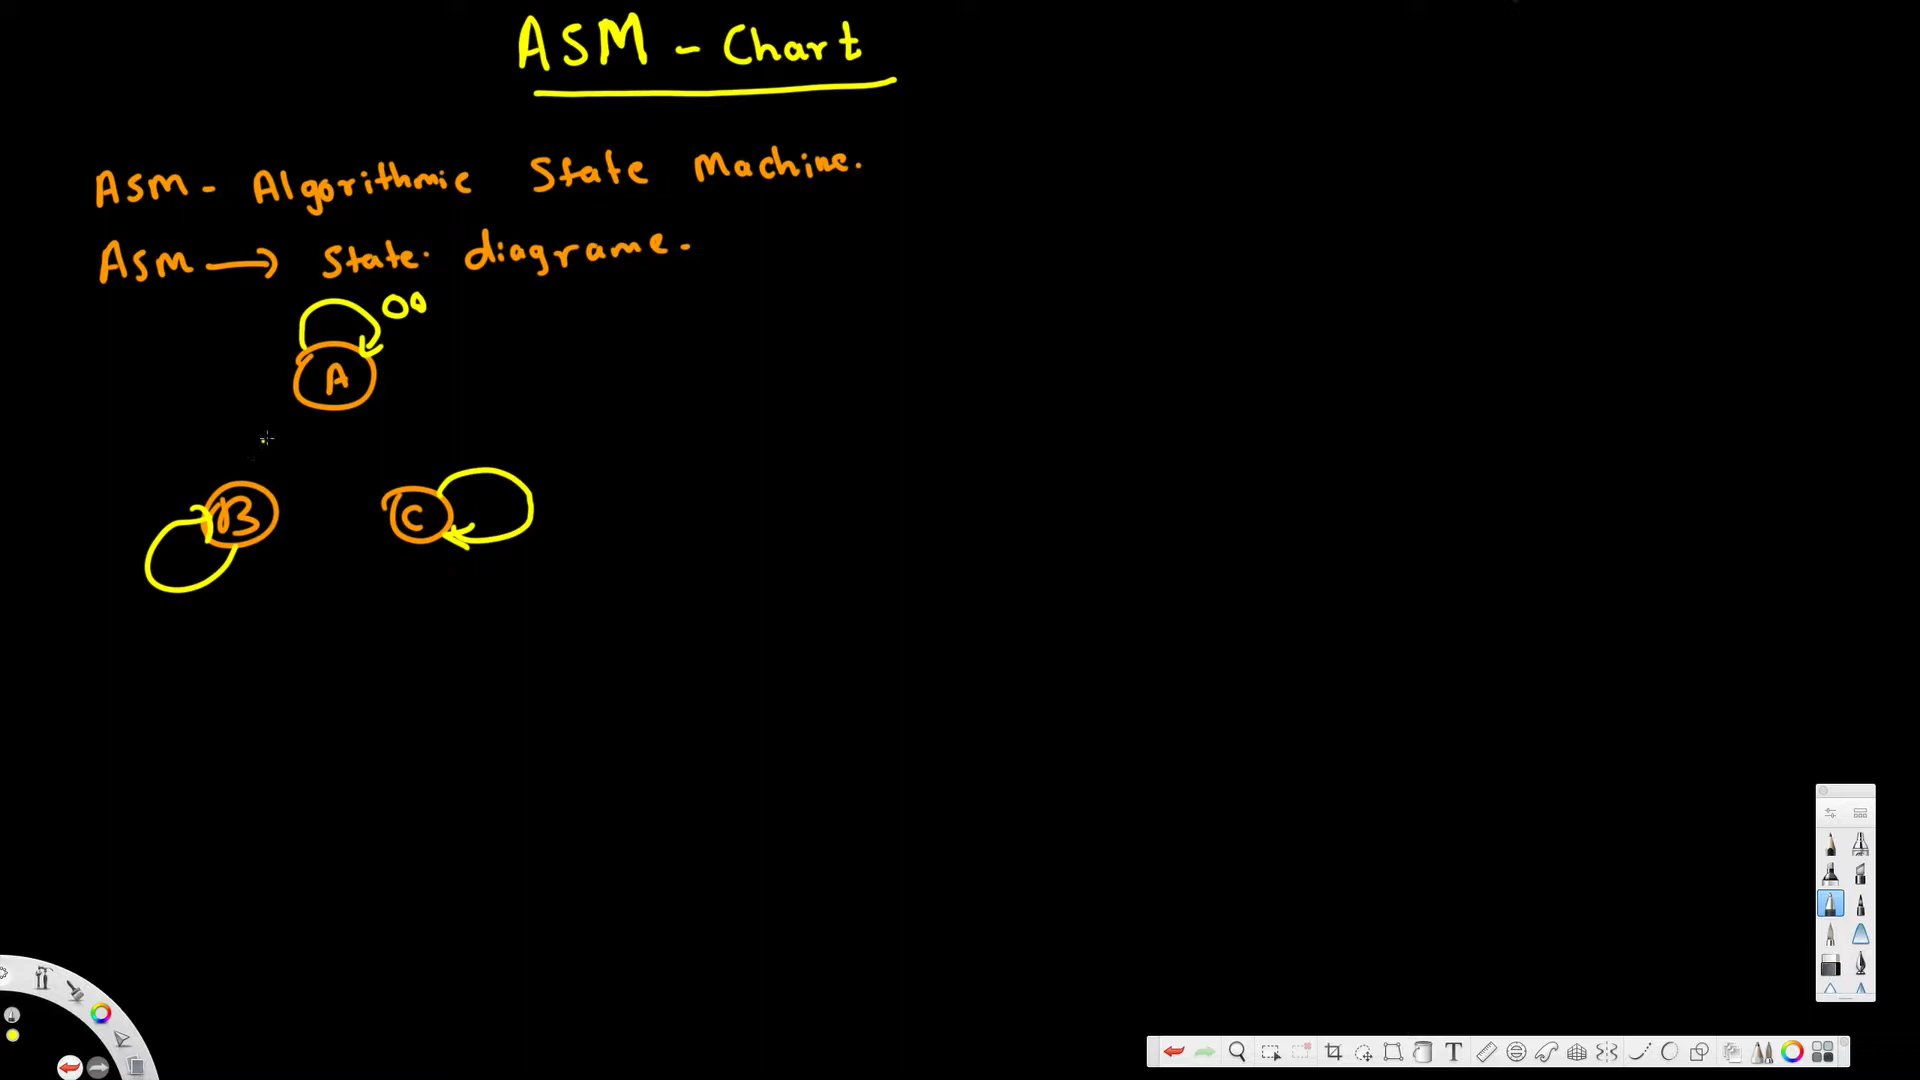 ASM - Chart
ASM - Algorithmic State Machine.
ASM → State. diagrame.
00
A
B
C
T